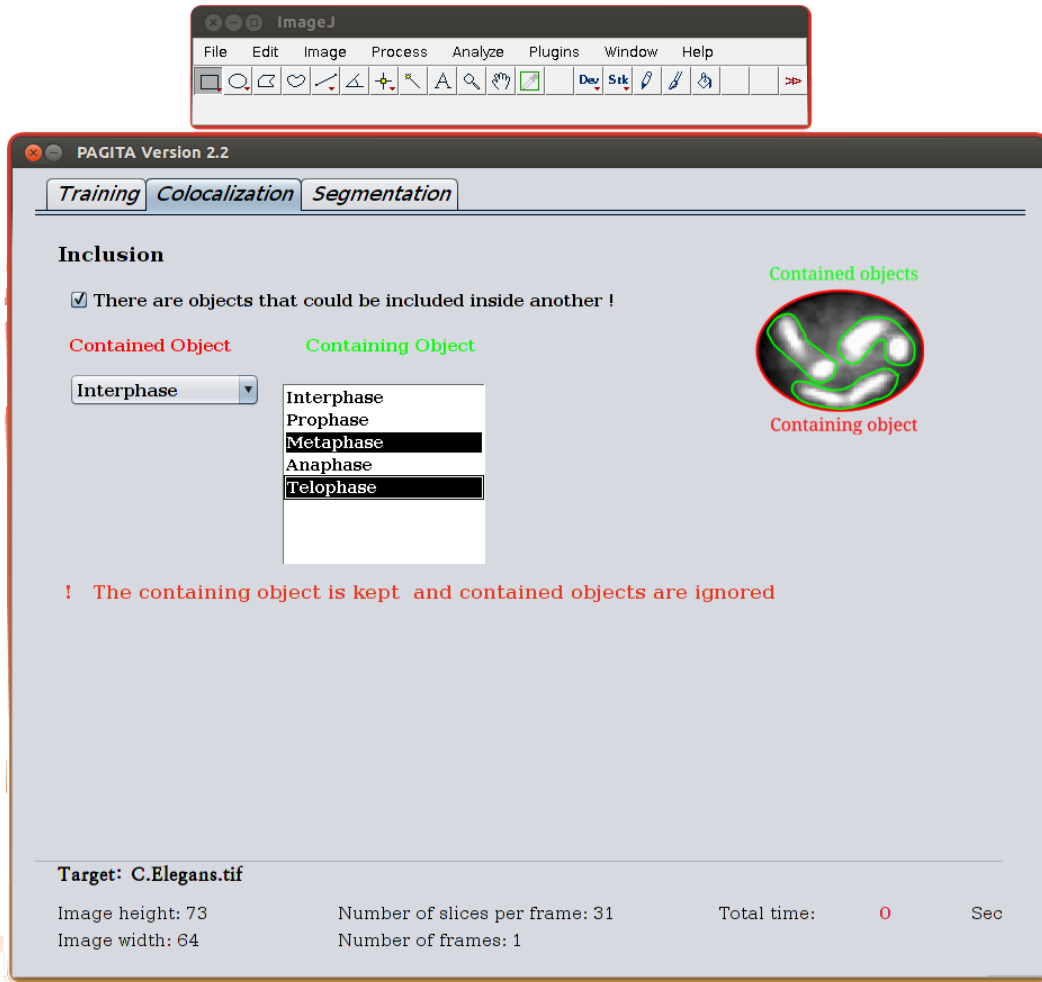 ImageJ
File Edit Image Process Analyze Plugins Window Help
A Dev Stk
PAGITA Version 2.2
Training Colocalization Segmentation
Inclusion
There are objects that could be included inside another !
Contained objects
Contained Object Containing Object
Interphase
Interphase
Prophase
Metaphase
Anaphase
Telophase
Containing object
! The containing object is kept and contained objects are ignored
Target: C.Elegans.tif
Image height: 73 Number of slices per frame: 31 Total time: 0 Sec
Image width: 64 Number of frames: 1